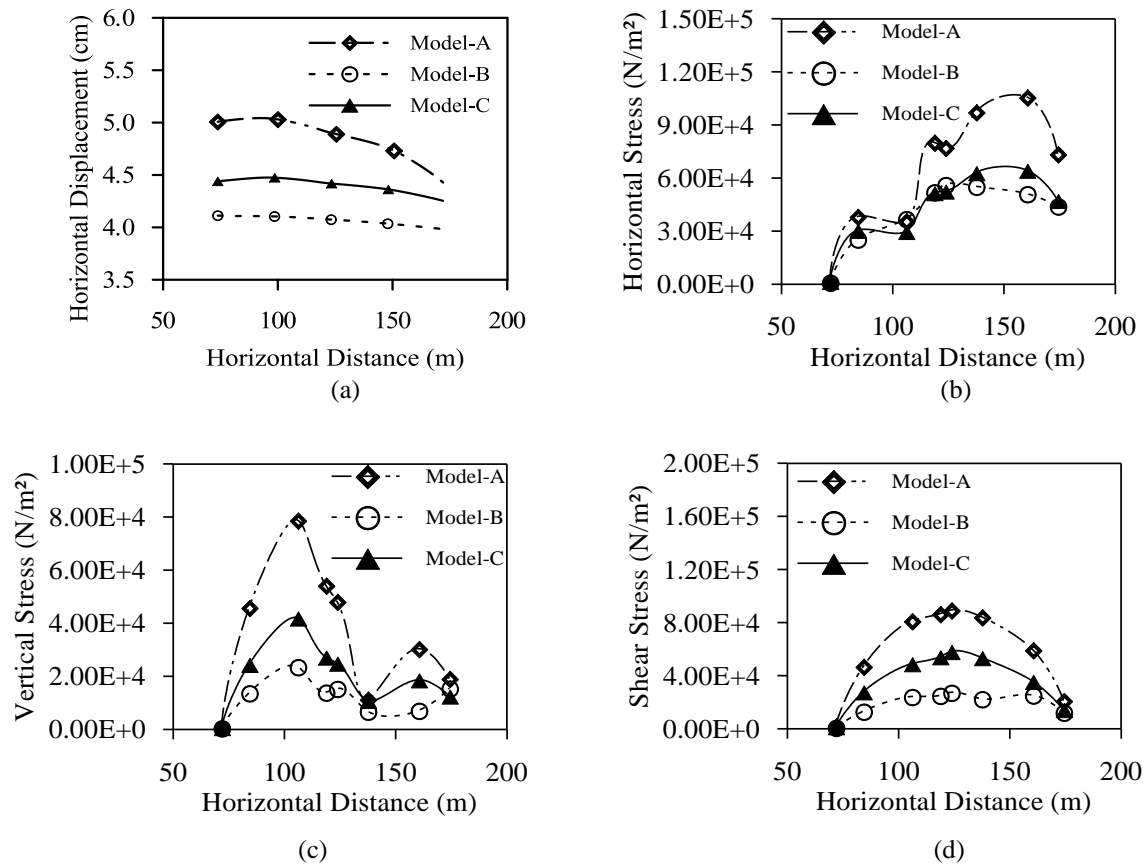 Horizontal Displacement (cm)
6.0
5.5
5.0
4.5
4.0
3.5
Model-A
Model-B
Model-C
50 100 150 200
Horizontal Distance (m)
(a)
Horizontal Stress (N/m²)
1.50E+5
1.20E+5
9.00E+4
6.00E+4
3.00E+4
0.00E+0
Model-A
Model-B
Model-C
50 100 150 200
Horizontal Distance (m)
(b)
Vertical Stress (N/m²)
1.00E+5
8.00E+4
6.00E+4
4.00E+4
2.00E+4
0.00E+0
Model-A
Model-B
Model-C
50 100 150 200
Horizontal Distance (m)
(c)
Shear Stress (N/m²)
2.00E+5
1.60E+5
1.20E+5
8.00E+4
4.00E+4
0.00E+0
Model-A
Model-B
Model-C
50 100 150 200
Horizontal Distance (m)
(d)